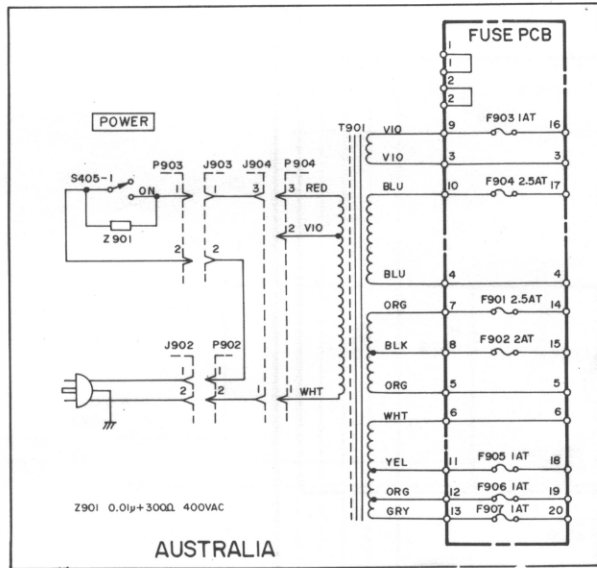 FUSE PCB
1
1
2
2
T901
F903 1AT
VIO 9 16
VIO 3 3
F904 2.5AT
BLU 10 17
BLU 4 4
F901 2.5AT
ORG 7 14
F902 2AT
BLK 8 15
ORG 5 5
WHT 6 6
F905 1AT
YEL 11 18
F906 1AT
ORG 12 19
F907 1AT
GRY 13 20
POWER
P903 J903 J904 P904
S405-1
ON 1 1 3 3 RED
Z901
2 VIO
2 2
J902 P902
1 2 1 1 WHT
2 2
Z901 0.01μ+300Ω 400VAC
AUSTRALIA